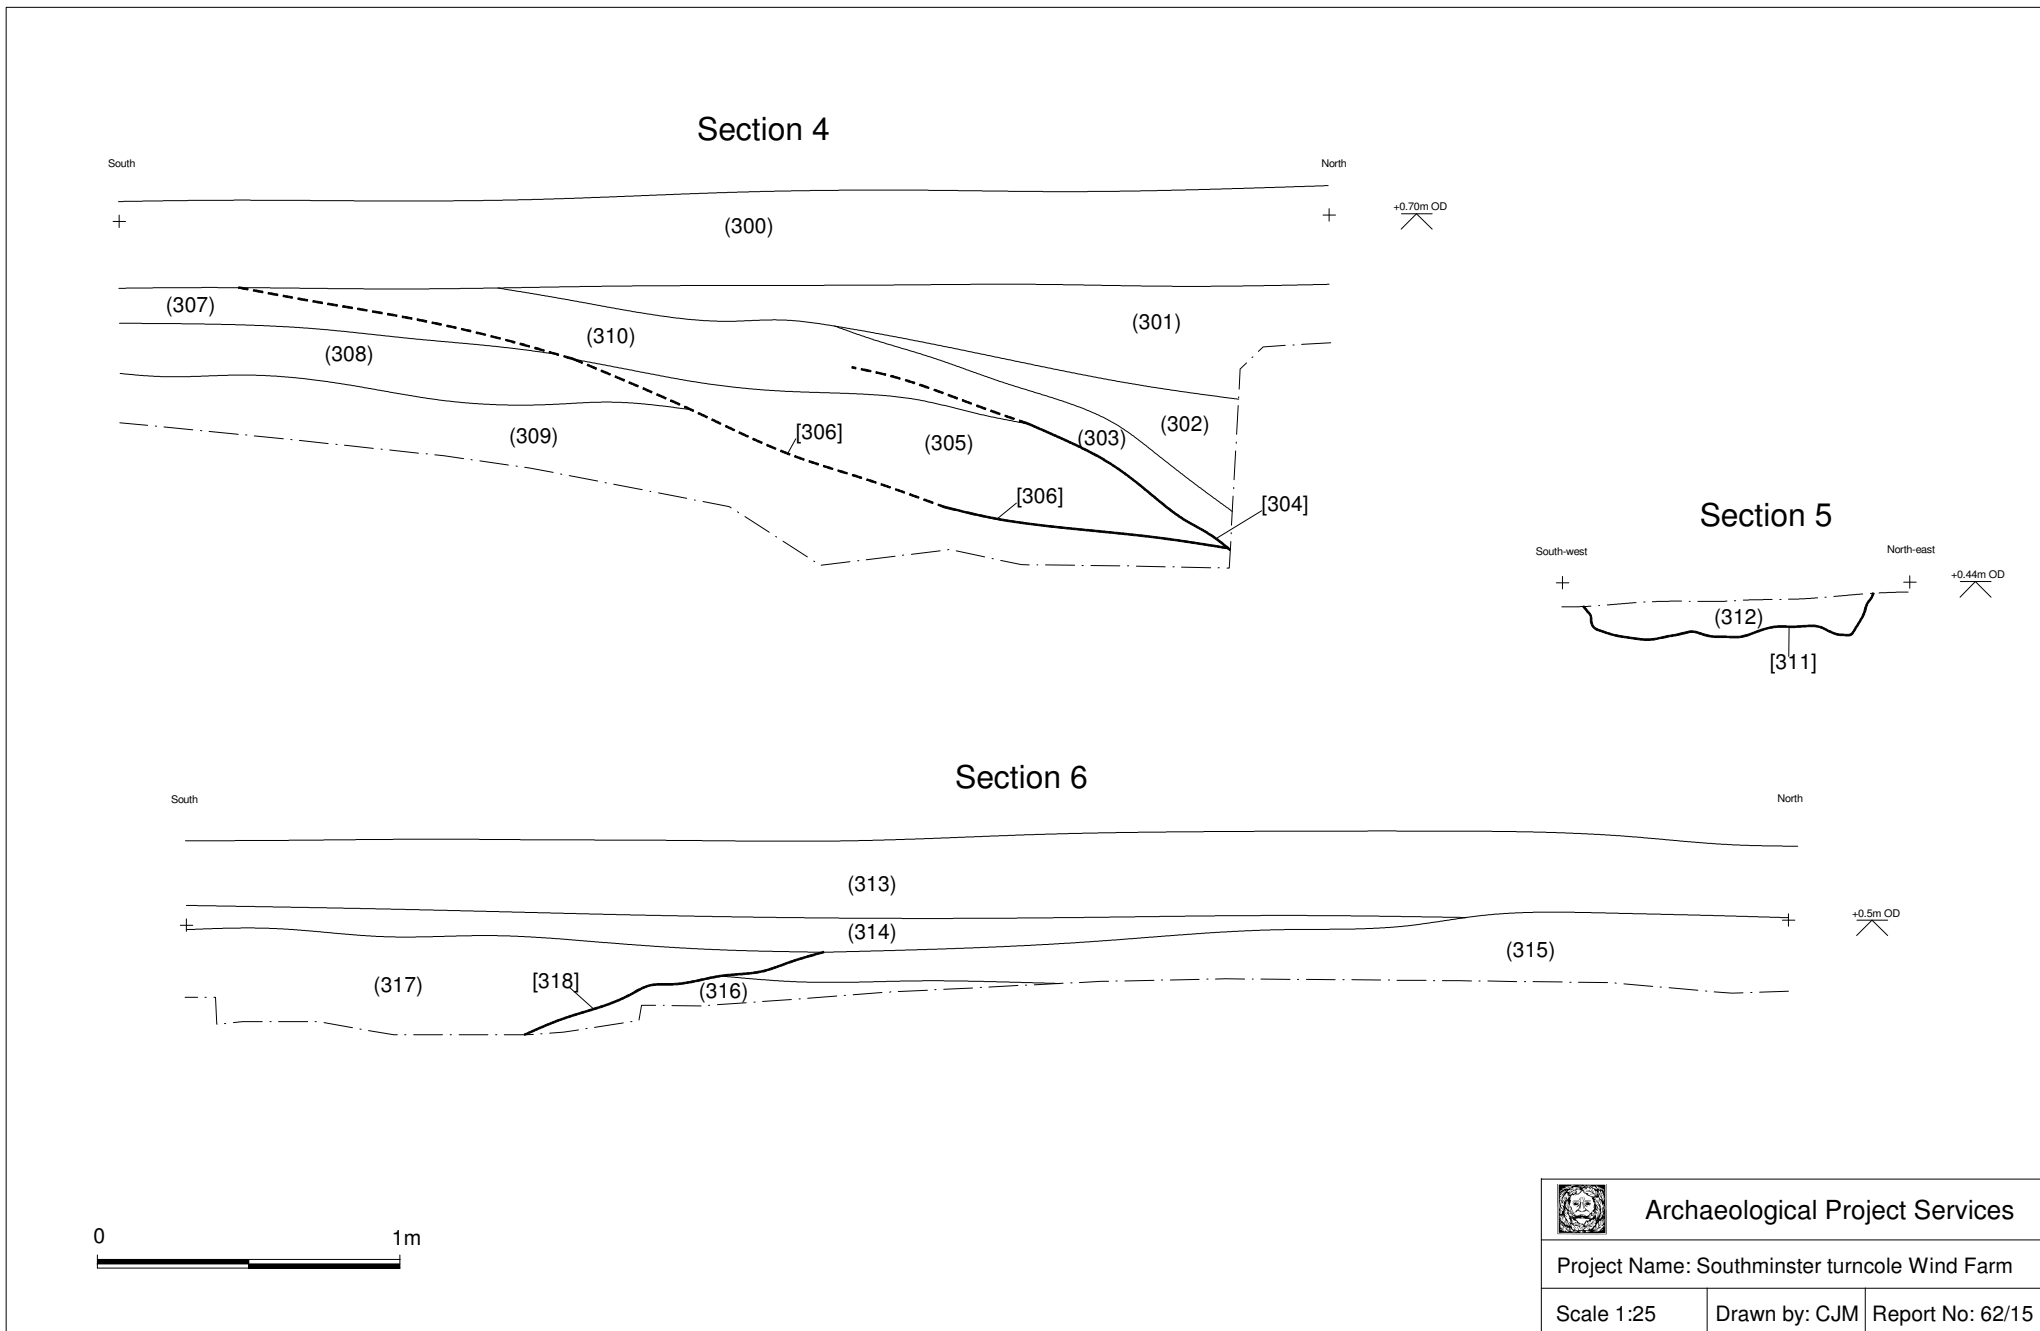 Section 4
South
North
+0.70m OD
(300)
(307)
(310)
(301)
(308)
(309)
[306]
(305)
(303)
(302)
[306]
[304]
Section 5
South-west
North-east
+0.44m OD
(312)
[311]
Section 6
South
North
(313)
+0.5m OD
(314)
(315)
(317)
[318]
(316)
0
1m
Archaeological Project Services
Project Name: Southminster turncole Wind Farm
Scale 1:25
Drawn by: CJM
Report No: 62/15